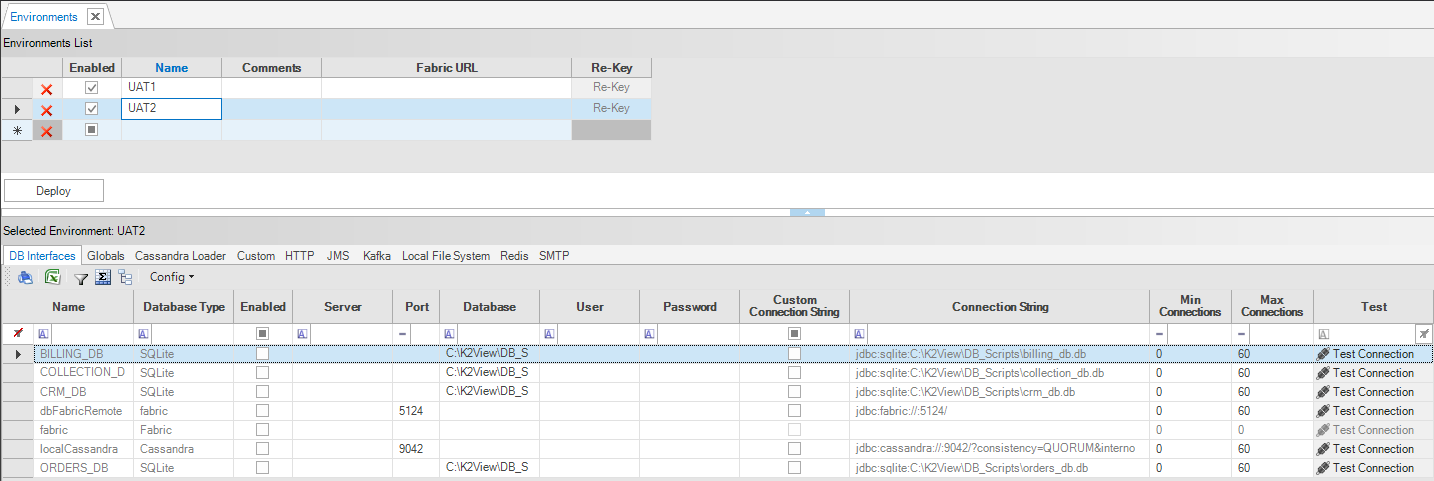 Environments
Environments List
Enabled Name Comments Fabric URL Re-Key
UAT1 Re-Key
UAT2 Re-Key
Deploy
Selected Environment: UAT2
DB Interfaces Globals Cassandra Loader Custom HTTP JMS Kafka Local File System Redis SMTP
Config
Name Database Type Enabled Server Port Database User Password Custom Connection String Connection String Min Connections Max Connections Test
BILLING_DB SQLite C:\K2View\DB_S jdbc:sqlite:C:\K2View\DB_Scripts\billing_db.db 0 60 Test Connection
COLLECTION_D SQLite C:\K2View\DB_S jdbc:sqlite:C:\K2View\DB_Scripts\collection_db.db 0 60 Test Connection
CRM_DB SQLite C:\K2View\DB_S jdbc:sqlite:C:\K2View\DB_Scripts\crm_db.db 0 60 Test Connection
dbFabricRemote fabric 5124 jdbc:fabric://:5124/ 0 60 Test Connection
fabric Fabric 0 0 Test Connection
localCassandra Cassandra 9042 jdbc:cassandra://:9042/?consistency=QUORUM&interno 0 60 Test Connection
ORDERS_DB SQLite C:\K2View\DB_S jdbc:sqlite:C:\K2View\DB_Scripts\orders_db.db 0 60 Test Connection